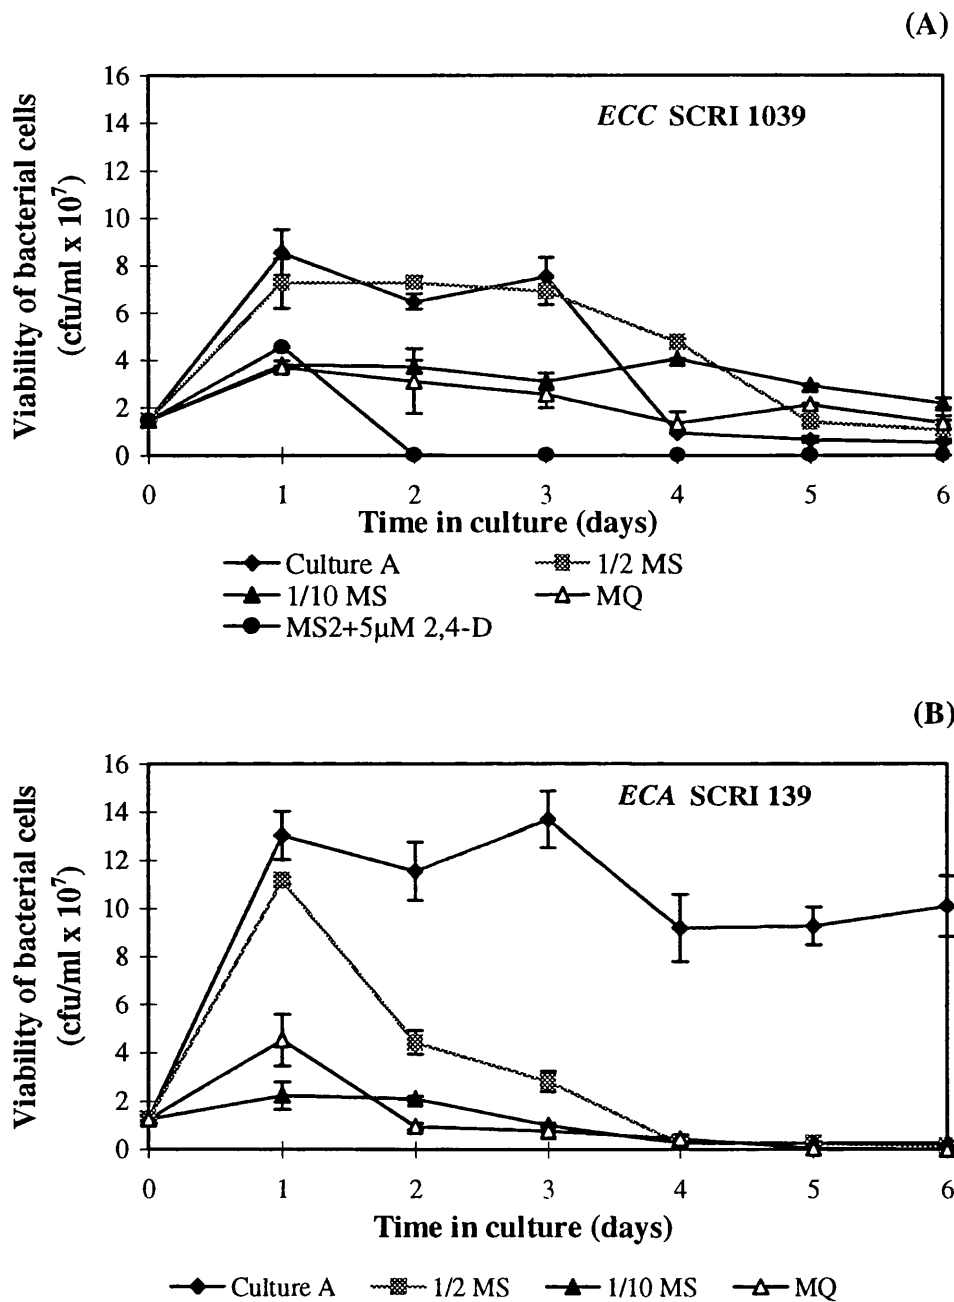 (A)
16
14
12
10
8
6
4
2
0
Viability of bacterial cells
(cfu/ml x 10⁷)
ECC SCRI 1039
0 1 2 3 4 5 6
Time in culture (days)
Culture A 1/2 MS
1/10 MS MQ
MS2+5µM 2,4-D
(B)
16
14
12
10
8
6
4
2
0
Viability of bacterial cells
(cfu/ml x 10⁷)
ECA SCRI 139
0 1 2 3 4 5 6
Time in culture (days)
Culture A 1/2 MS 1/10 MS MQ